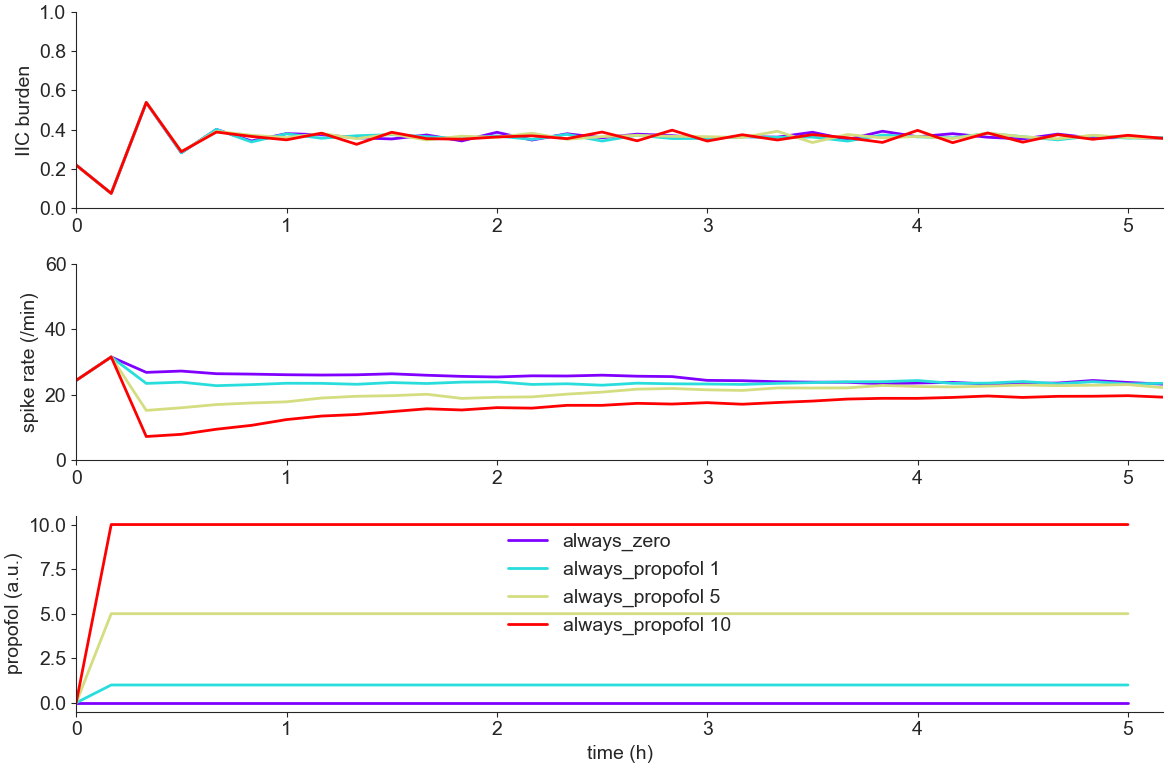 1.0
0.8
0.6
0.4
0.2
0.0
IIC burden
0 1 2 3 4 5
60
40
20
0
spike rate (/min)
0 1 2 3 4 5
10.0
7.5
5.0
2.5
0.0
propofol (a.u.)
always_zero
always_propofol 1
always_propofol 5
always_propofol 10
0 1 2 3 4 5
time (h)